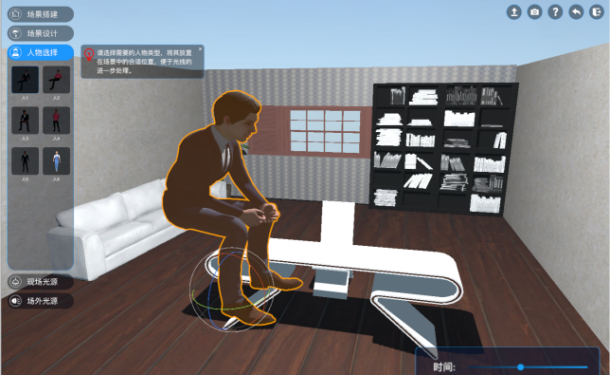 场景搭建
场景设计
人物选择
请选择需要的人物类型，将其放置
在场景中的合适位置，便于光线的
进一步处理。
现场光源
场外光源
时间：